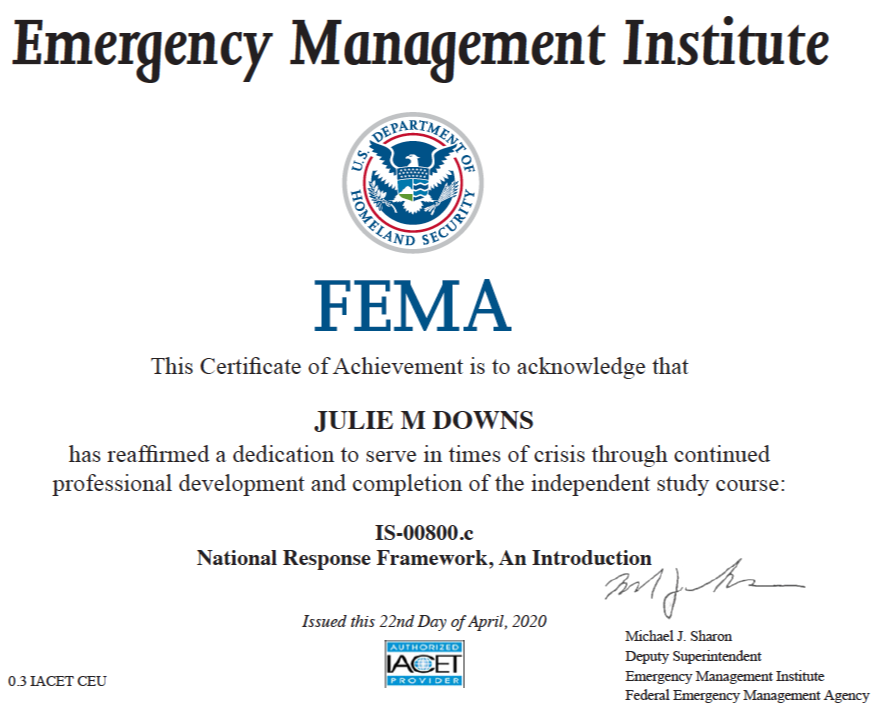 Emergency Management Institute
U.S. DEPARTMENT OF
HOMELAND SECURITY
FEMA
This Certificate of Achievement is to acknowledge that
JULIE M DOWNS
has reaffirmed a dedication to serve in times of crisis through continued
professional development and completion of the independent study course:
IS-00800.c
National Response Framework, An Introduction
Issued this 22nd Day of April, 2020
AUTHORIZED
IACET
PROVIDER
Michael J. Sharon
Deputy Superintendent
Emergency Management Institute
Federal Emergency Management Agency
0.3 IACET CEU